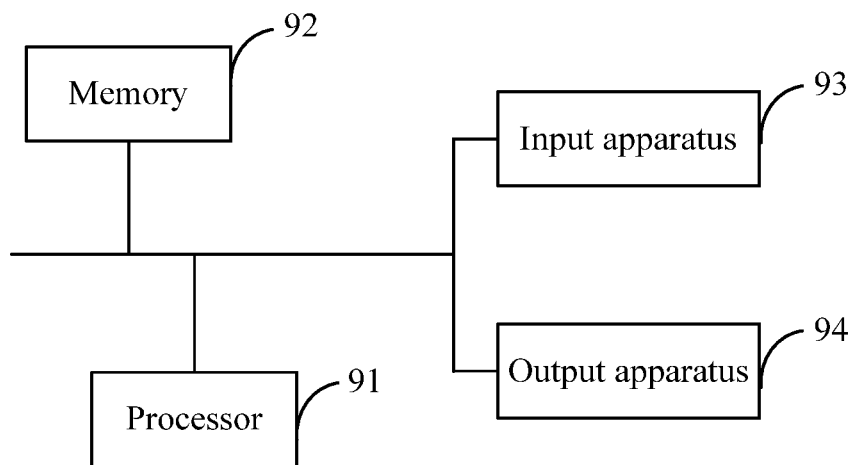 92
Memory
93
Input apparatus
94
Output apparatus
91
Processor